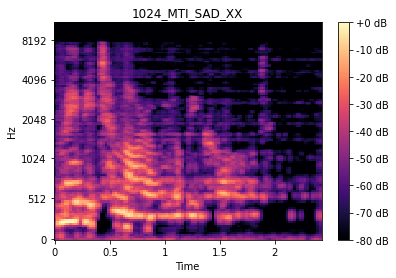 1024_MTI_SAD_XX
Hz
8192
4096
2048
1024
512
0
0
0.5
1
1.5
2
Time
+0 dB
-10 dB
-20 dB
-30 dB
-40 dB
-50 dB
-60 dB
-70 dB
-80 dB